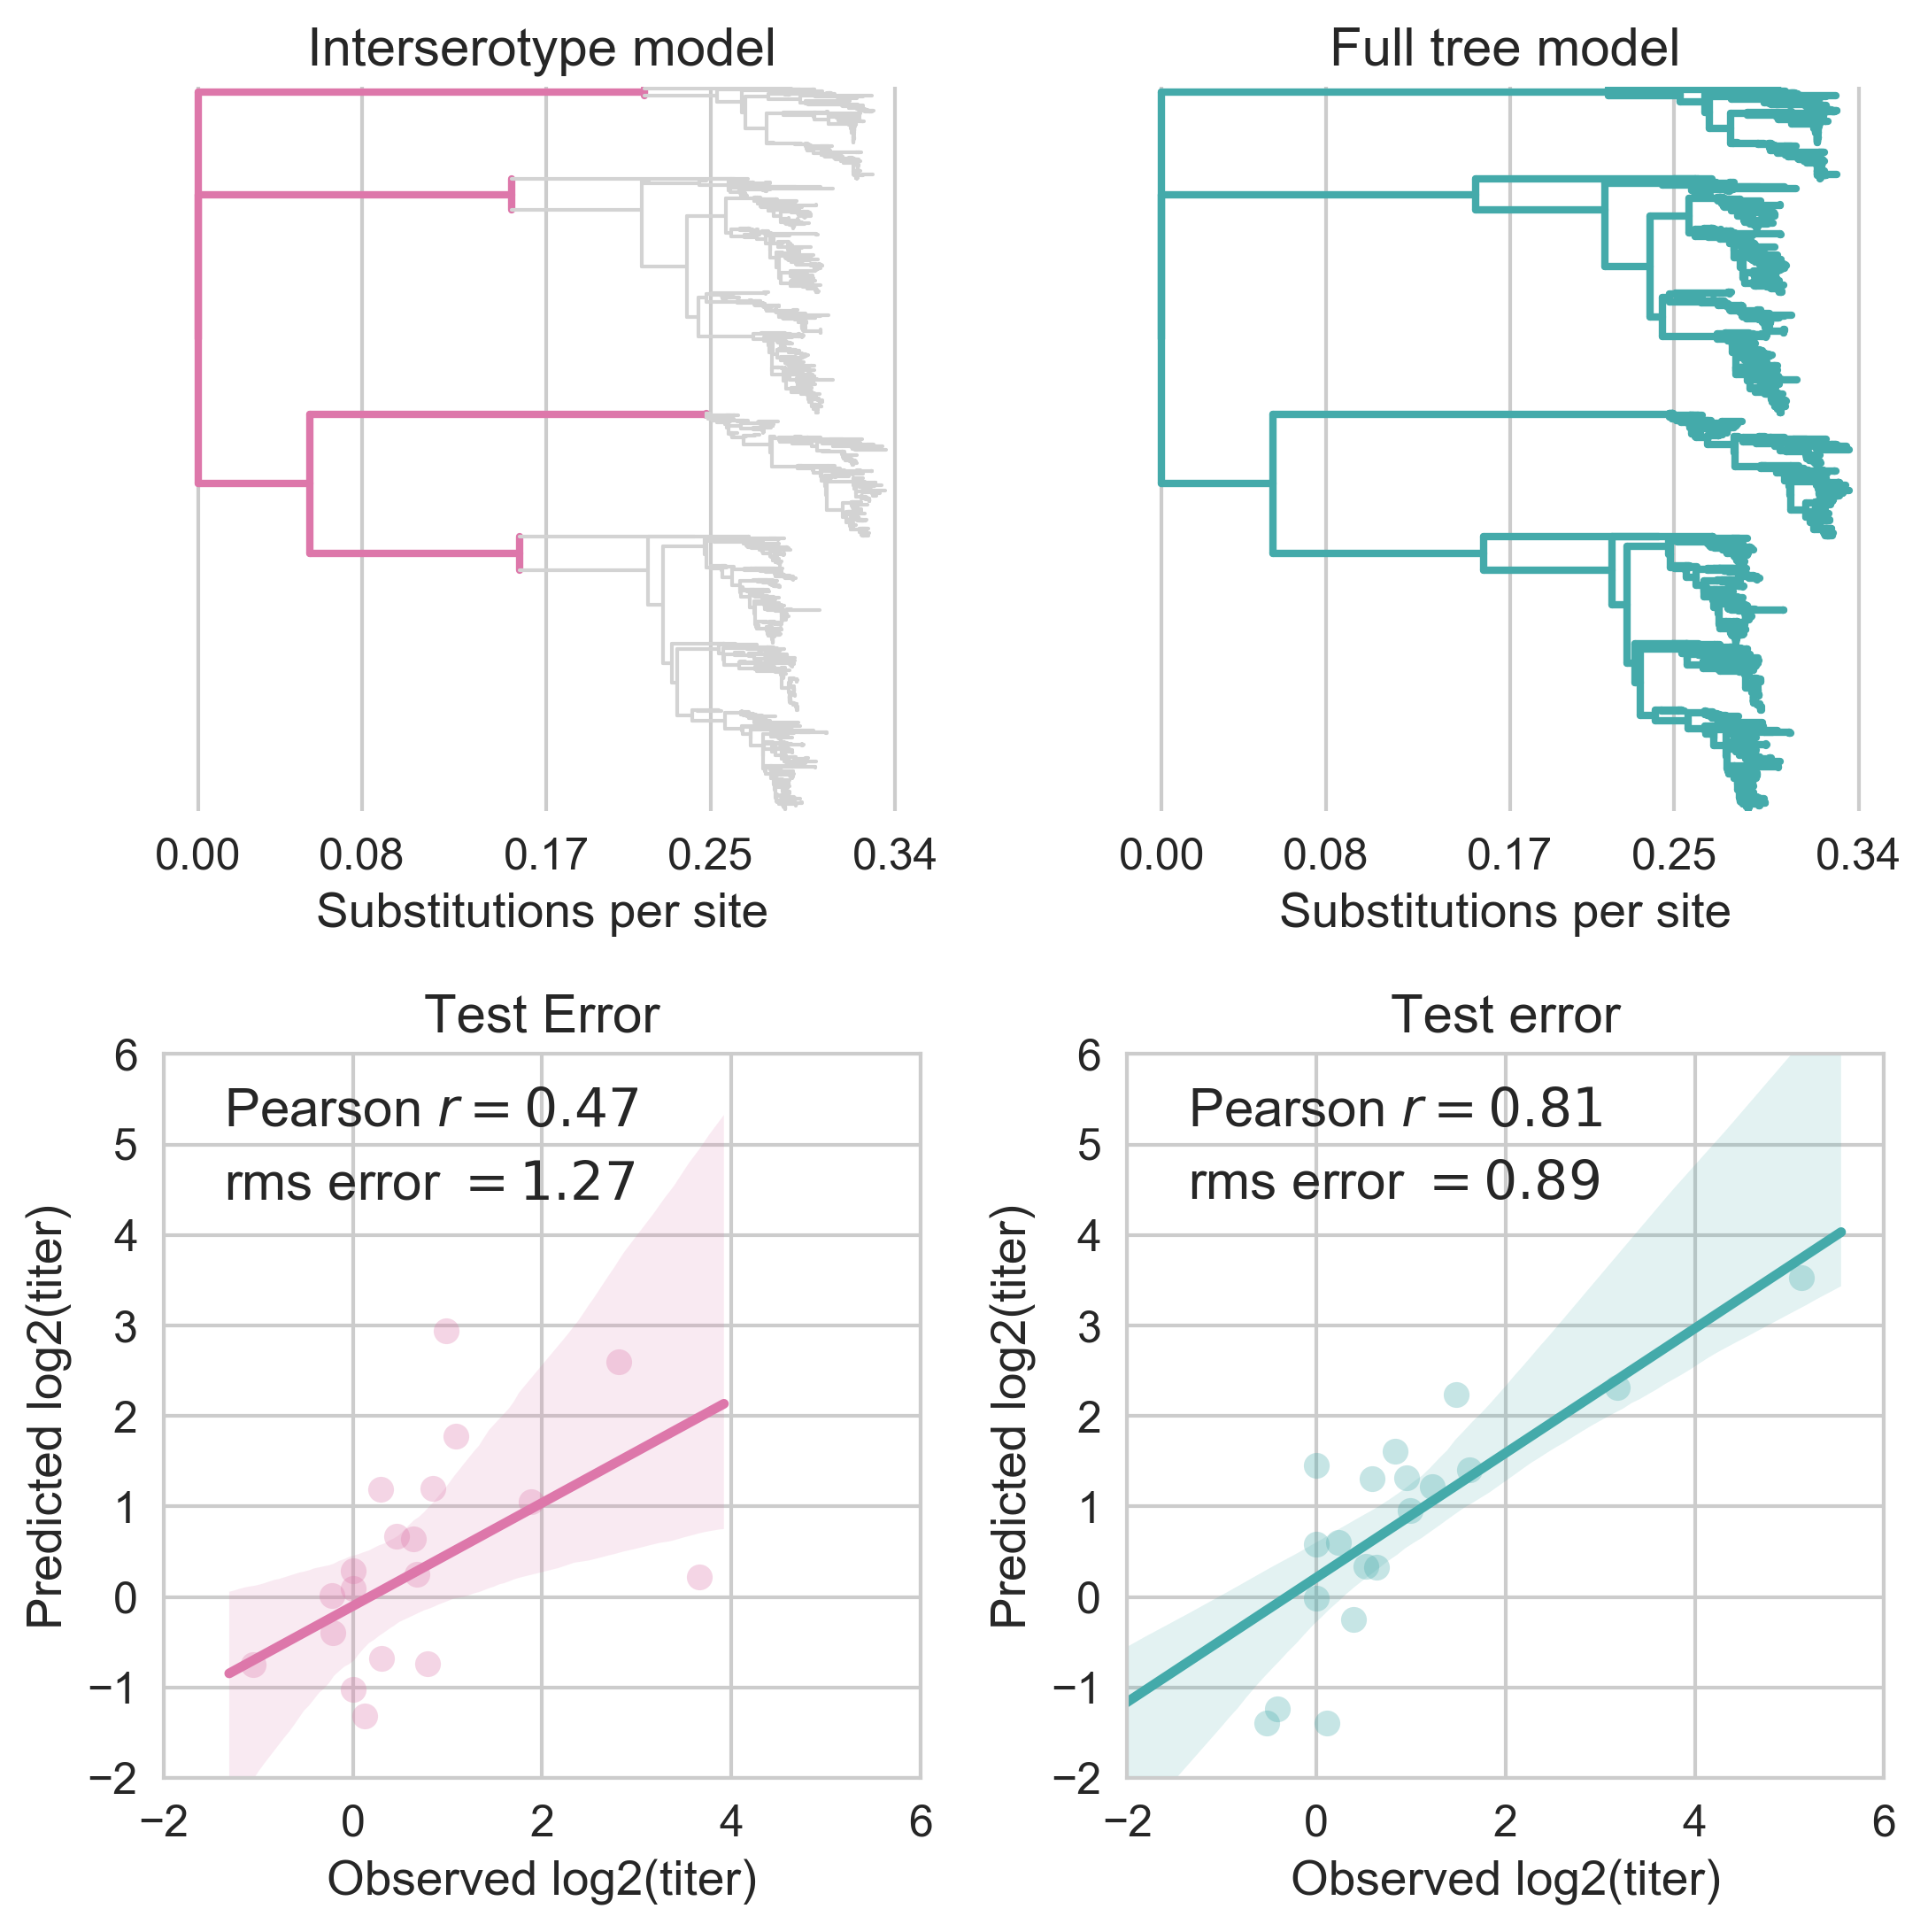 Interserotype model
0.00 0.08 0.17 0.25 0.34
Substitutions per site
Full tree model
0.00 0.08 0.17 0.25 0.34
Substitutions per site
Test Error
Pearson r = 0.47
rms error = 1.27
6
5
4
3
2
1
0
−1
−2
Predicted log2(titer)
−2 0 2 4 6
Observed log2(titer)
Test error
Pearson r = 0.81
rms error = 0.89
6
5
4
3
2
1
0
−1
−2
Predicted log2(titer)
−2 0 2 4 6
Observed log2(titer)